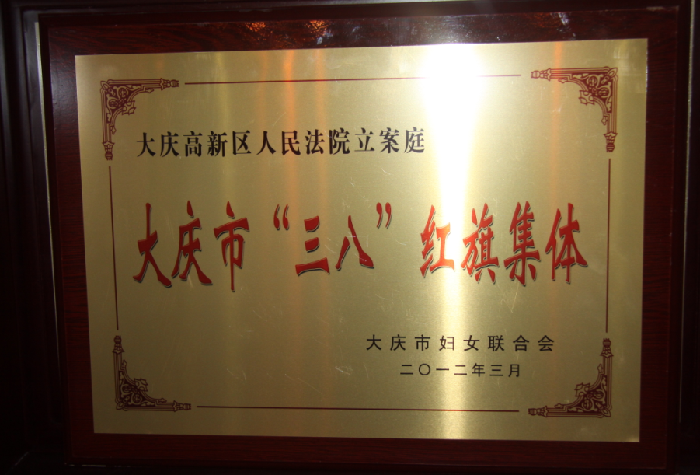 大庆高新区人民法院立案庭
大庆市“三八”红旗集体
大庆市妇女联合会
二〇一二年三月